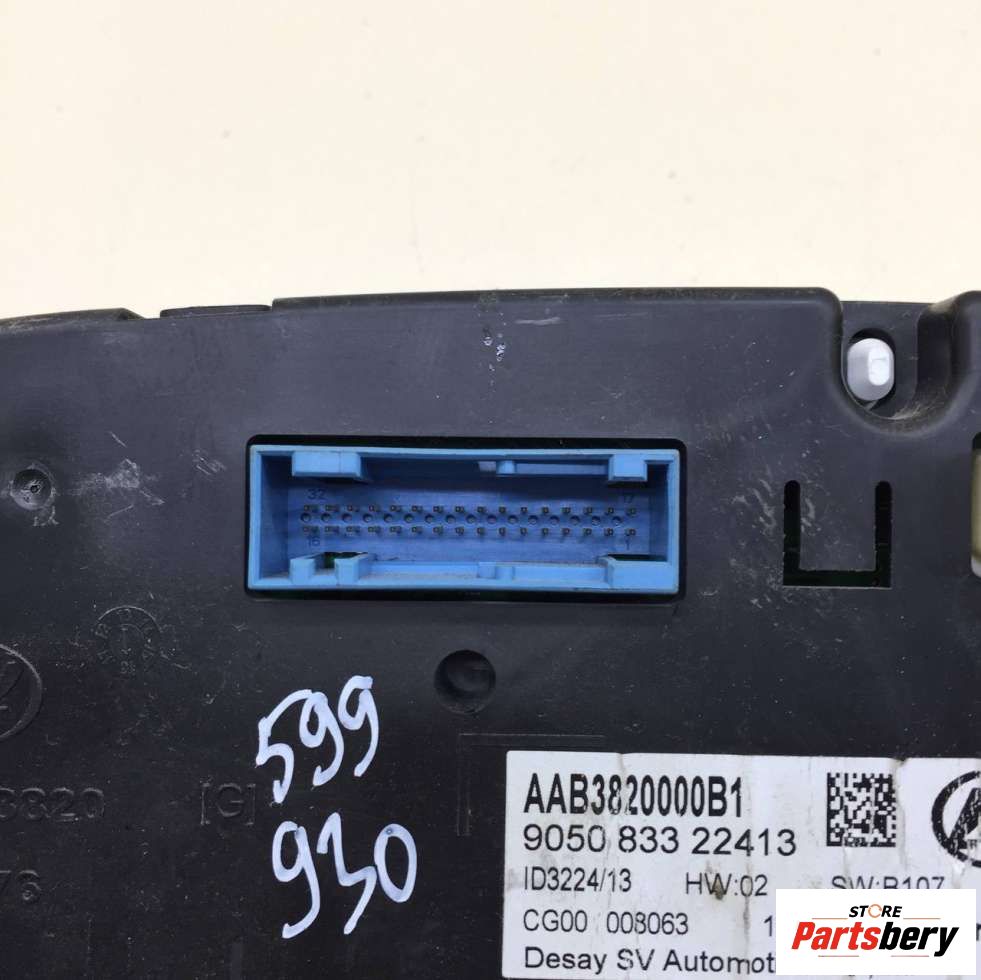 32 17
16 1
599
930
3820 [G]
76
AAB3820000B1
9050 833 22413
ID3224/13 HW:02 SW:B107
CG00 008063 1
Desay SV Automot
STORE
Partsbery